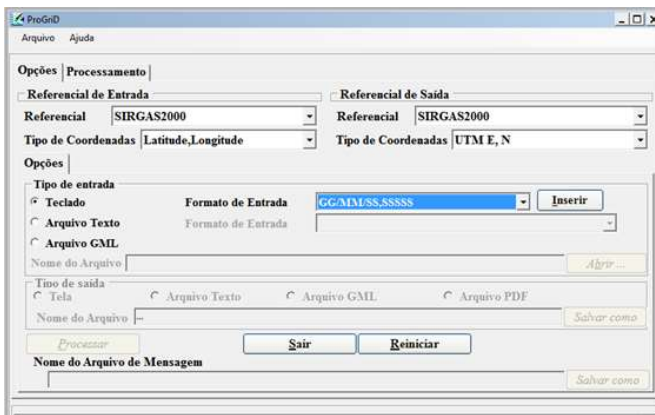 ProGriD
Arquivo Ajuda
Opções Processamento
Referencial de Entrada Referencial de Saída
Referencial SIRGAS2000 Referencial SIRGAS2000
Tipo de Coordenadas Latitude,Longitude Tipo de Coordenadas UTM E, N
Opções
Tipo de entrada
Teclado Formato de Entrada GG/MM/SS,SSSSS Inserir
Arquivo Texto Formato de Entrada
Arquivo GML
Nome do Arquivo Abrir ...
Tipo de saída
Tela Arquivo Texto Arquivo GML Arquivo PDF
Nome do Arquivo -- Salvar como
Processar Sair Reiniciar
Nome do Arquivo de Mensagem
Salvar como